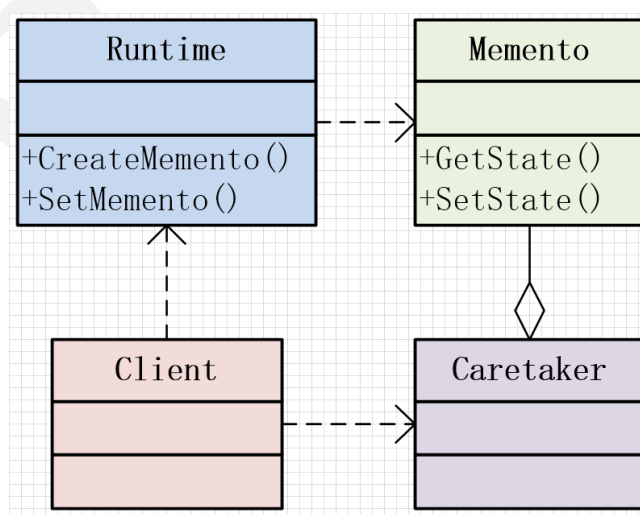 Runtime
Memento
+CreateMemento()
+SetMemento()
+GetState()
+SetState()
Client
Caretaker